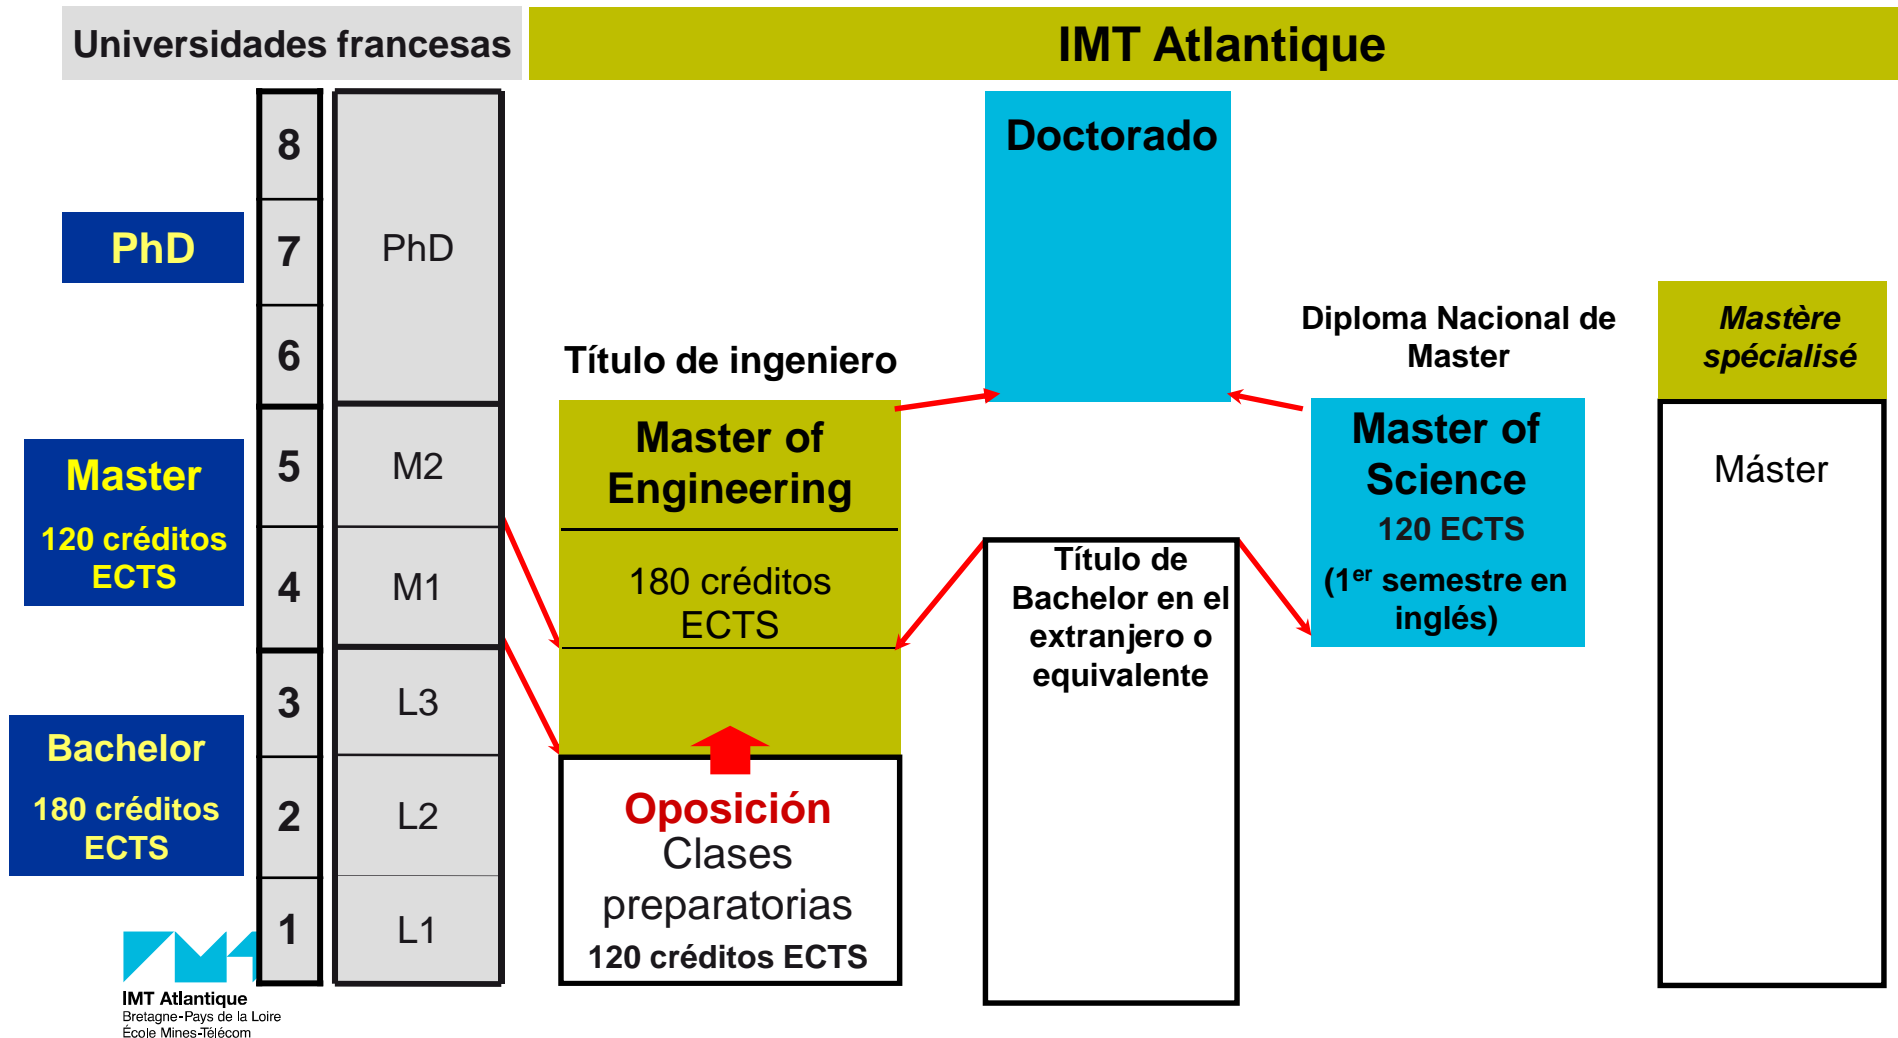 Universidades francesas
IMT Atlantique
PhD
Master
120 créditos
ECTS
Bachelor
180 créditos
ECTS
8
7
6
5
4
3
2
1
PhD
M2
M1
L3
L2
L1
Título de ingeniero
Master of
Engineering
180 créditos
ECTS
Oposición
Clases
preparatorias
120 créditos ECTS
Doctorado
Título de
Bachelor en el
extranjero o
equivalente
Diploma Nacional de
Master
Master of
Science
120 ECTS
(1er semestre en
inglés)
Mastère
spécialisé
Máster
IMT Atlantique
Bretagne-Pays de la Loire
École Mines-Télécom